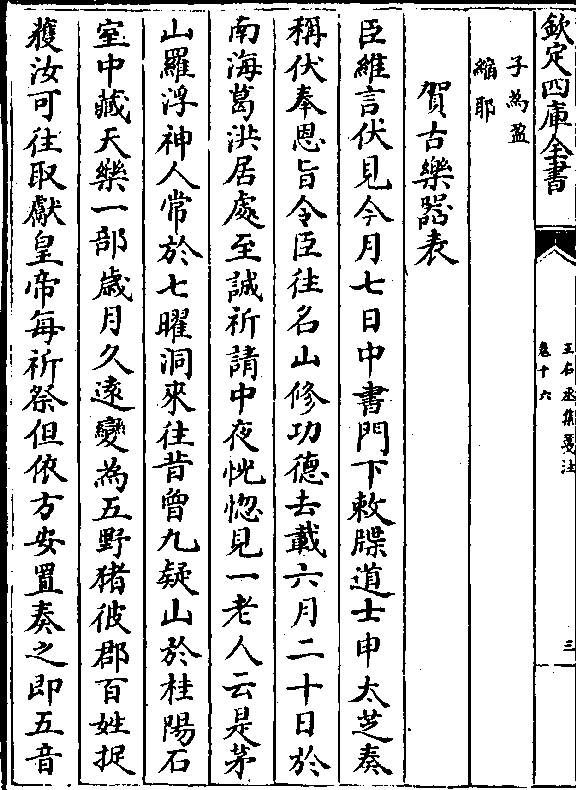 欽定四庫全書
王右丞集箋注
卷十六
三
子為盈
縮耶
賀古樂器表
臣維言伏見今月七日中書門下敕牒道士申太芝奏
稱伏奉恩旨令臣往名山修功德去載六月二十日於
南海葛洪居處至誠祈請中夜恍惚見一老人云是茅
山羅浮神人常於七曜洞來往昔曾九疑山於桂陽石
室中藏天樂一部歲月久遠變為五野猪彼郡百姓捉
獲汝可往取獻皇帝每祈祭但依方安置奏之即五音